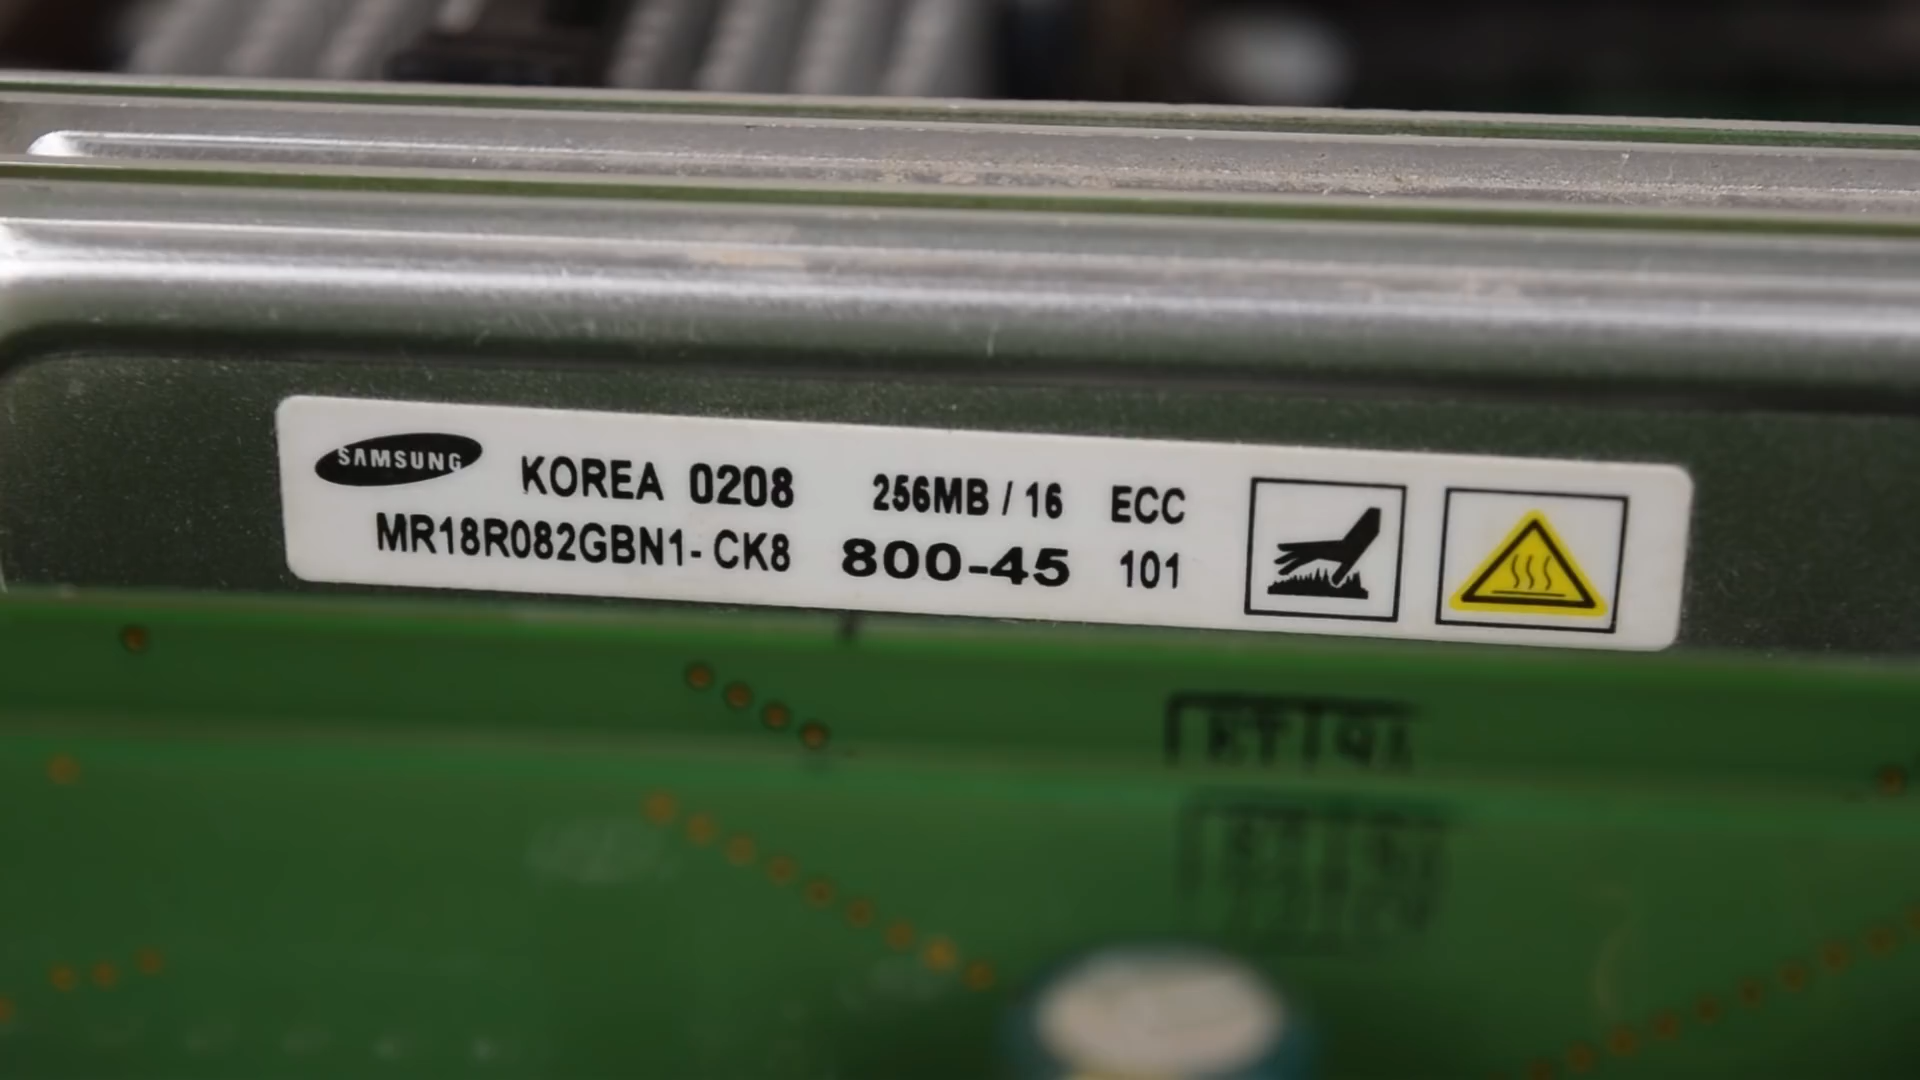 SAMSUNG KOREA 0208 256MB / 16 ECC
MR18R082GBN1-CK8 800-45 101